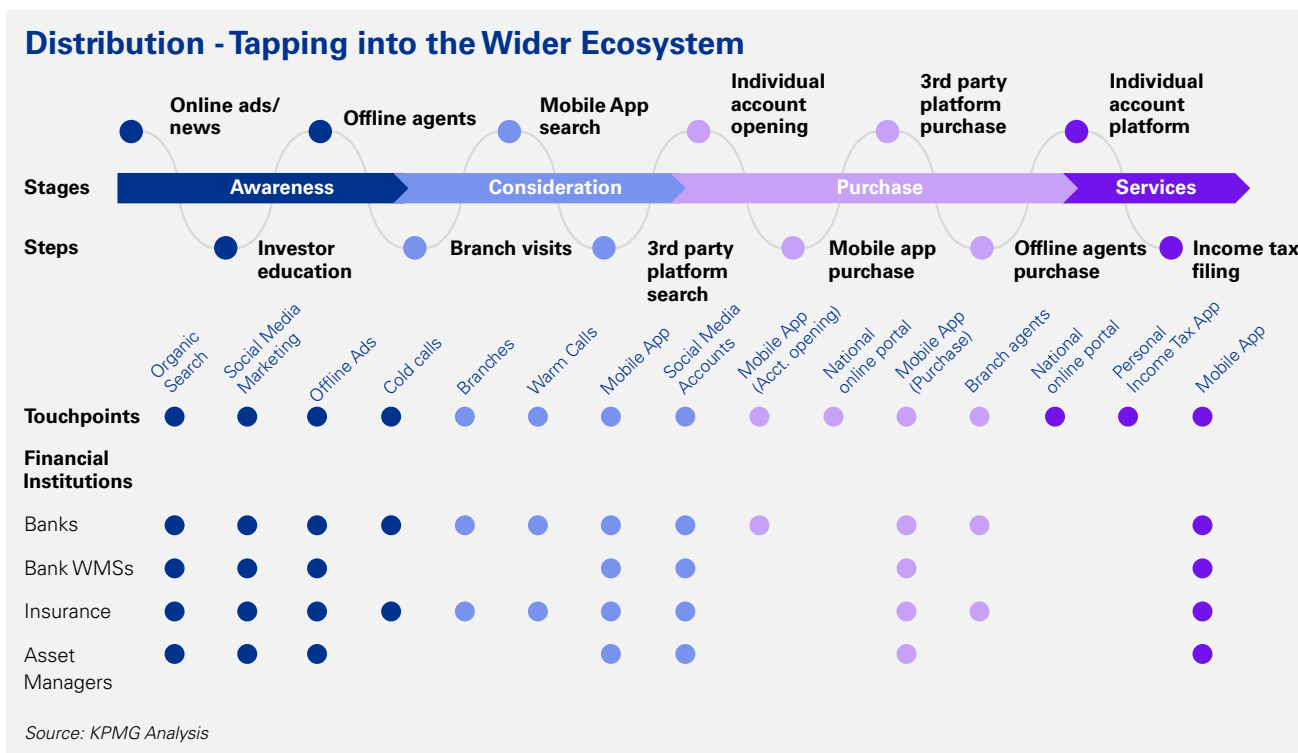 Distribution - Tapping into the Wider Ecosystem
Online ads/
news
Offline agents
Mobile App
search
Individual
account
opening
3rd party
platform
purchase
Individual
account
platform
Stages
Awareness
Consideration
Purchase
Services
Steps
Investor
education
Branch visits
3rd party
platform
search
Mobile app
purchase
Offline agents
purchase
Income tax
filing
Organic
Search
Social Media
Marketing
Offline Ads
Cold calls
Branches
Warm Calls
Mobile App
Social Media
Accounts
Mobile App
(Acct. opening)
National
online portal
Mobile App
(Purchase)
Branch agents
National
online portal
Personal
Income Tax App
Mobile App
Touchpoints
Financial
Institutions
Banks
Bank WMSs
Insurance
Asset
Managers
Source: KPMG Analysis